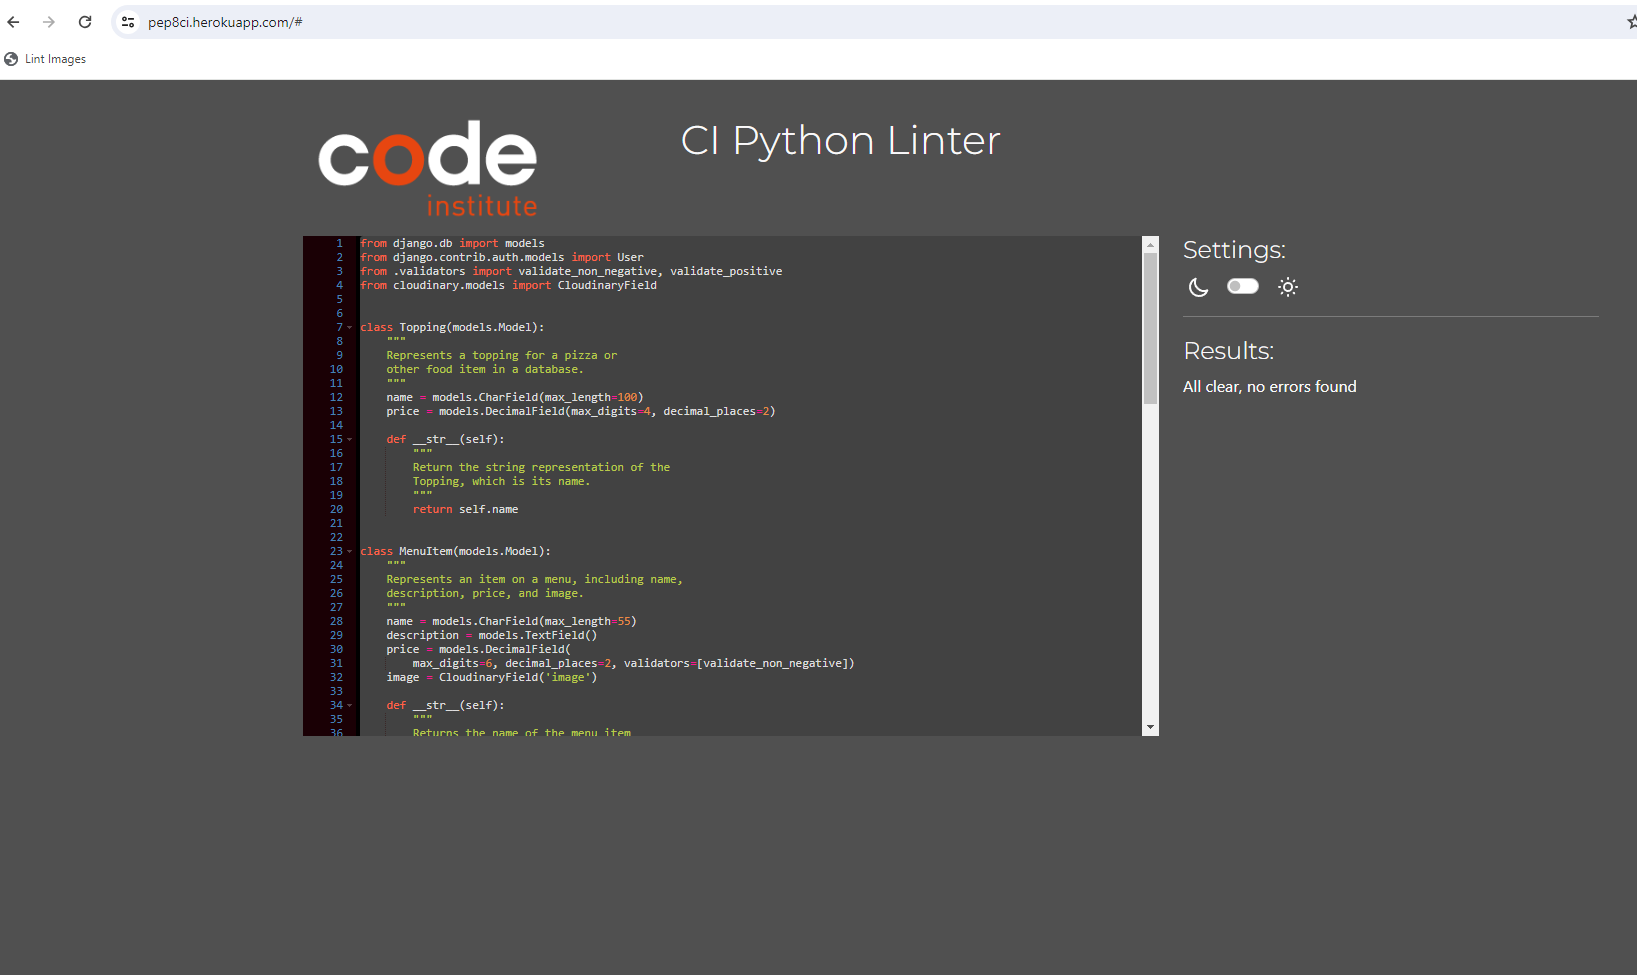 pep8ci.herokuapp.com/#
Lint Images
code
institute
CI Python Linter
1 from django.db import models
2 from django.contrib.auth.models import User
3 from .validators import validate_non_negative, validate_positive
4 from cloudinary.models import CloudinaryField
5
6
7 class Topping(models.Model):
8     """
9     Represents a topping for a pizza or
10     other food item in a database.
11     """
12     name = models.CharField(max_length=100)
13     price = models.DecimalField(max_digits=4, decimal_places=2)
14
15     def __str__(self):
16         """
17         Return the string representation of the
18         Topping, which is its name.
19         """
20         return self.name
21
22
23 class MenuItem(models.Model):
24     """
25     Represents an item on a menu, including name,
26     description, price, and image.
27     """
28     name = models.CharField(max_length=55)
29     description = models.TextField()
30     price = models.DecimalField(
31         max_digits=6, decimal_places=2, validators=[validate_non_negative])
32     image = CloudinaryField('image')
33
34     def __str__(self):
35         """
36         Returns the name of the menu item
Settings:
Results:
All clear, no errors found